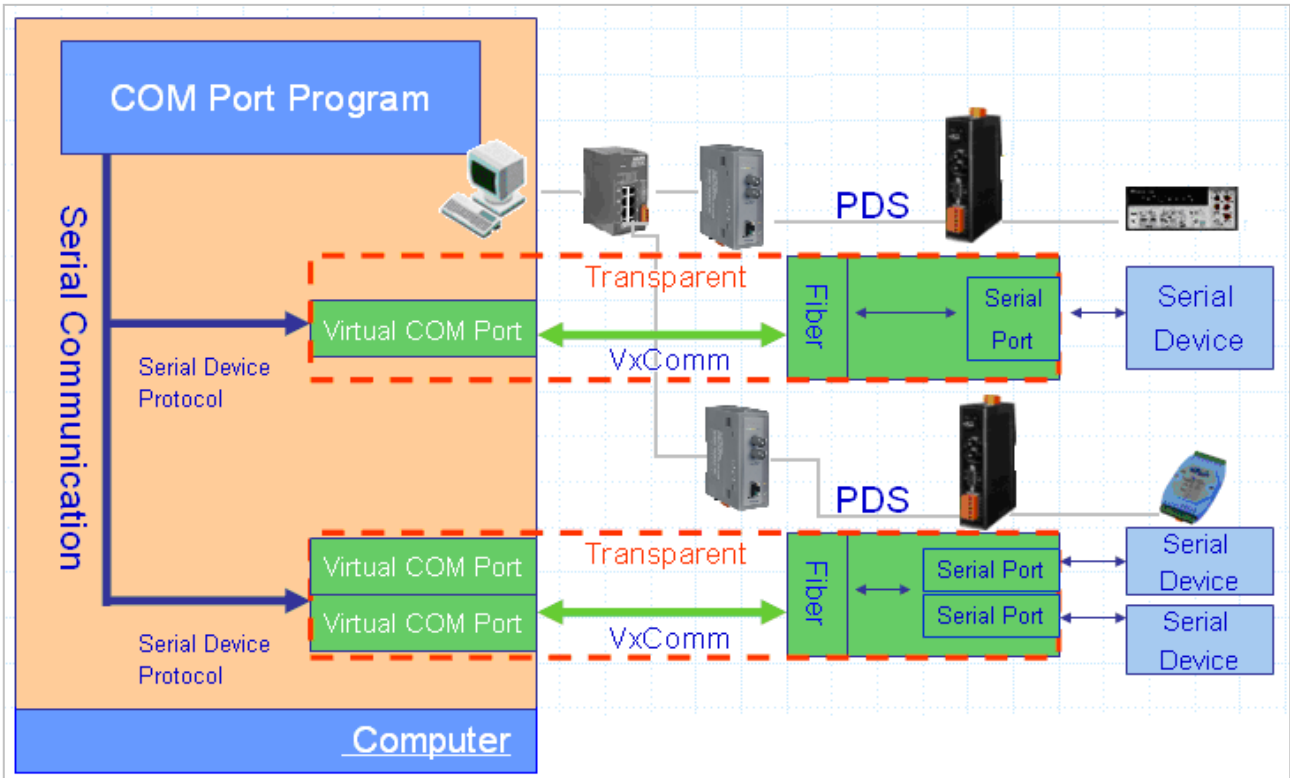 COM Port Program
Serial Communication
PDS
Transparent
Virtual COM Port
VxComm
Fiber
Serial
Port
Serial
Device
Serial Device
Protocol
PDS
Transparent
Virtual COM Port
Virtual COM Port
VxComm
Fiber
Serial Port
Serial Port
Serial
Device
Serial
Device
Serial Device
Protocol
Computer